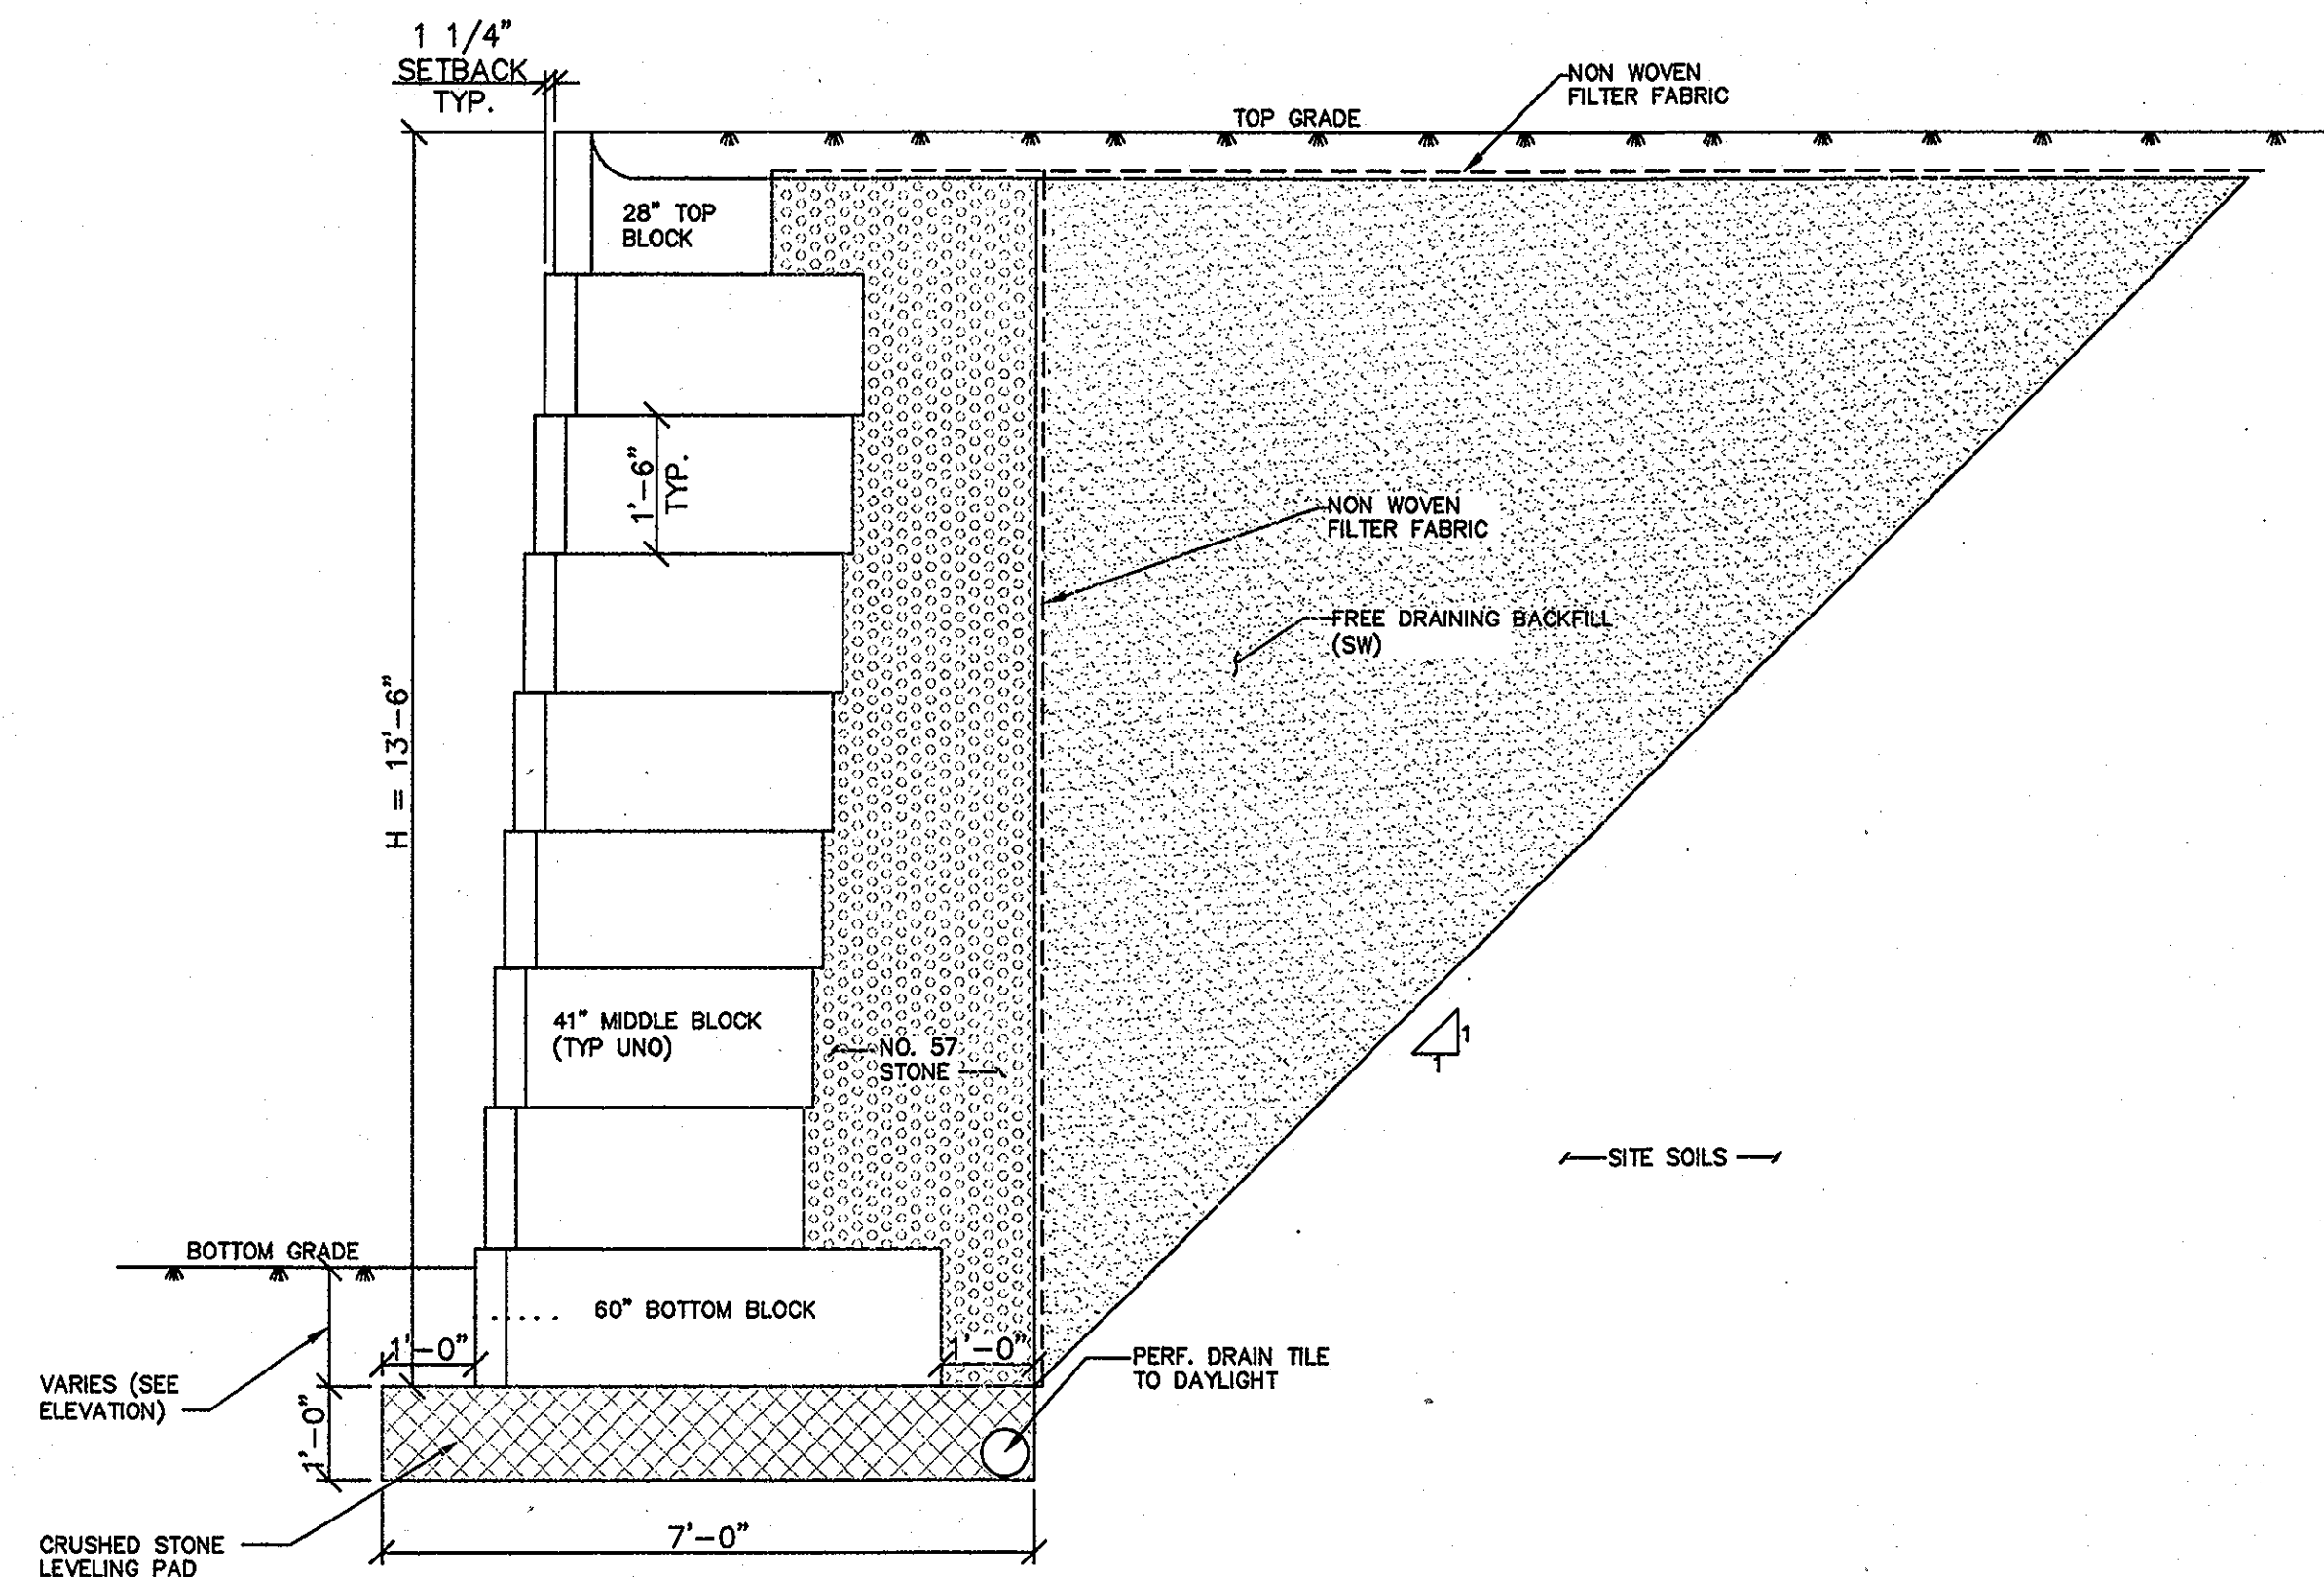 1 1/4"
SETBACK
TYP.
NON WOVEN
FILTER FABRIC
TOP GRADE
28" TOP
BLOCK
1'-6"
TYP.
NON WOVEN
FILTER FABRIC
FREE DRAINING BACKFILL
(SW)
H = 13'-6"
41" MIDDLE BLOCK
(TYP UNO)
NO. 57
STONE
1
1
SITE SOILS
BOTTOM GRADE
60" BOTTOM BLOCK
1'-0"
1'-0"
PERF. DRAIN TILE
TO DAYLIGHT
VARIES (SEE
ELEVATION)
1'-0"
7'-0"
CRUSHED STONE
LEVELING PAD